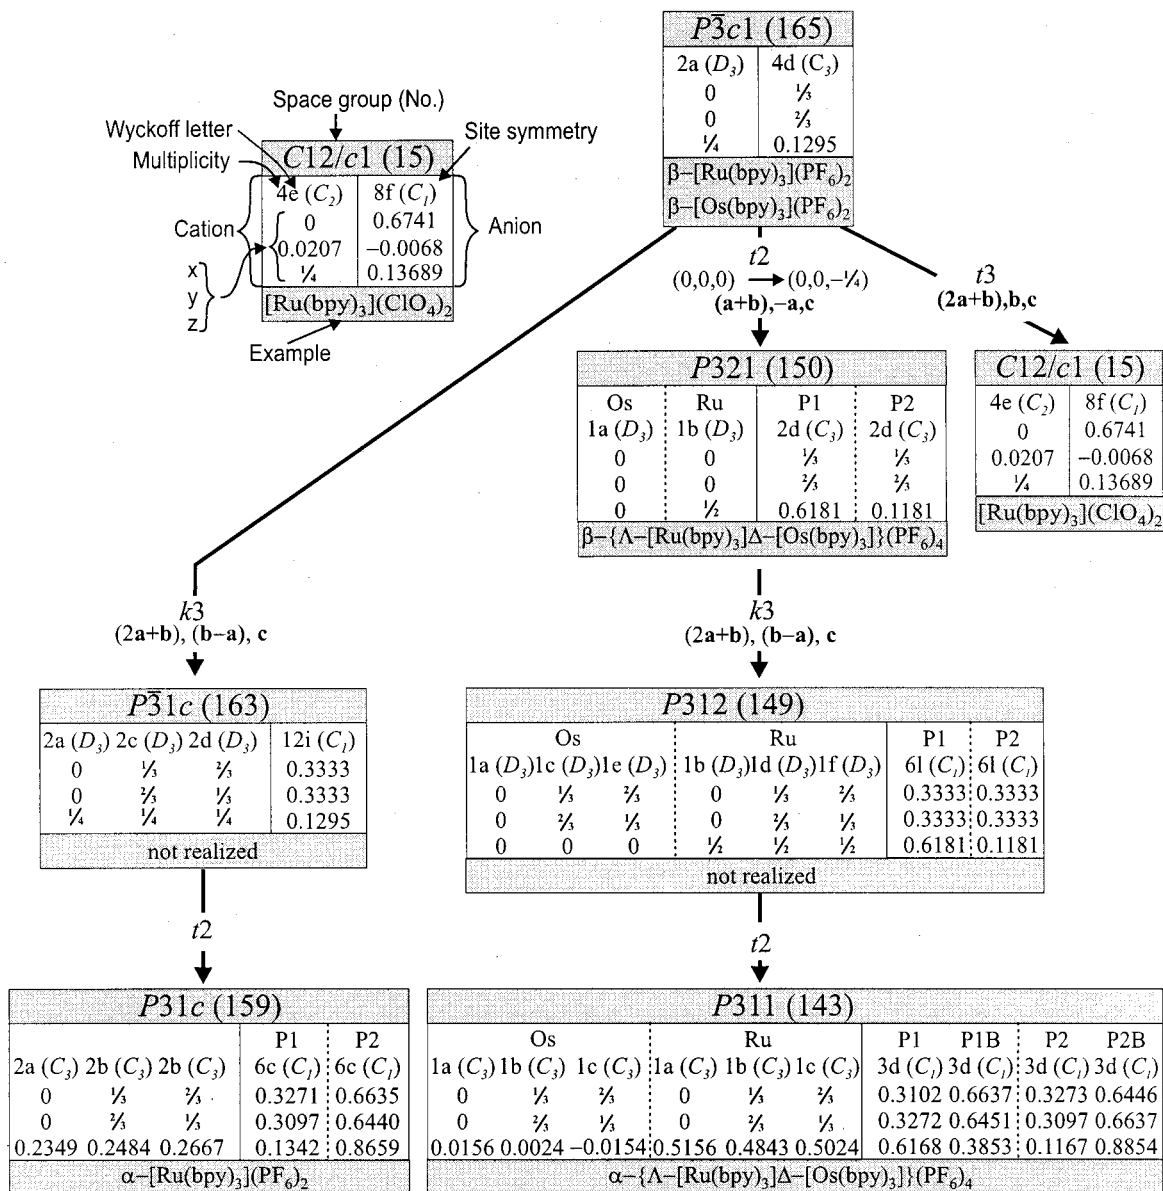 P3̅c1 (165)
2a (D₃) 4d (C₃)
0 ⅓
0 ⅔
¼ 0.1295
β–[Ru(bpy)₃](PF₆)₂
β–[Os(bpy)₃](PF₆)₂
Space group (No.)
Wyckoff letter
Site symmetry
Multiplicity
C12/c1 (15)
4e (C₂) 8f (C₁)
Cation
0 0.6741
0.0207 –0.0068
¼ 0.13689
Anion
x
y
z
[Ru(bpy)₃](ClO₄)₂
Example
t2
(0,0,0) → (0,0,–¼)
(a+b),–a,c
t3
(2a+b),b,c
P321 (150)
Os Ru P1 P2
1a (D₃) 1b (D₃) 2d (C₃) 2d (C₃)
0 0 ⅓ ⅓
0 0 ⅔ ⅔
0 ½ 0.6181 0.1181
β–{Λ–[Ru(bpy)₃]Δ–[Os(bpy)₃]}(PF₆)₄
C12/c1 (15)
4e (C₂) 8f (C₁)
0 0.6741
0.0207 –0.0068
¼ 0.13689
[Ru(bpy)₃](ClO₄)₂
k3
(2a+b), (b–a), c
k3
(2a+b), (b–a), c
P3̅1c (163)
2a (D₃) 2c (D₃) 2d (D₃) 12i (C₁)
0 ⅓ ⅔ 0.3333
0 ⅔ ⅓ 0.3333
¼ ¼ ¼ 0.1295
not realized
P312 (149)
Os Ru P1 P2
1a (D₃) 1c (D₃) 1e (D₃) 1b (D₃) 1d (D₃) 1f (D₃) 6l (C₁) 6l (C₁)
0 ⅓ ⅔ 0 ⅓ ⅔ 0.3333 0.3333
0 ⅔ ⅓ 0 ⅔ ⅓ 0.3333 0.3333
0 0 0 ½ ½ ½ 0.6181 0.1181
not realized
t2
t2
P31c (159)
P1 P2
2a (C₃) 2b (C₃) 2b (C₃) 6c (C₁) 6c (C₁)
0 ⅓ ⅔ 0.3271 0.6635
0 ⅔ ⅓ 0.3097 0.6440
0.2349 0.2484 0.2667 0.1342 0.8659
α–[Ru(bpy)₃](PF₆)₂
P311 (143)
Os Ru P1 P1B P2 P2B
1a (C₃) 1b (C₃) 1c (C₃) 1a (C₃) 1b (C₃) 1c (C₃) 3d (C₁) 3d (C₁) 3d (C₁) 3d (C₁)
0 ⅓ ⅔ 0 ⅓ ⅔ 0.3102 0.6637 0.3273 0.6446
0 ⅔ ⅓ 0 ⅔ ⅓ 0.3272 0.6451 0.3097 0.6637
0.0156 0.0024 –0.0154 0.5156 0.4843 0.5024 0.6168 0.3853 0.1167 0.8854
α–{Λ–[Ru(bpy)₃]Δ–[Os(bpy)₃]}(PF₆)₄